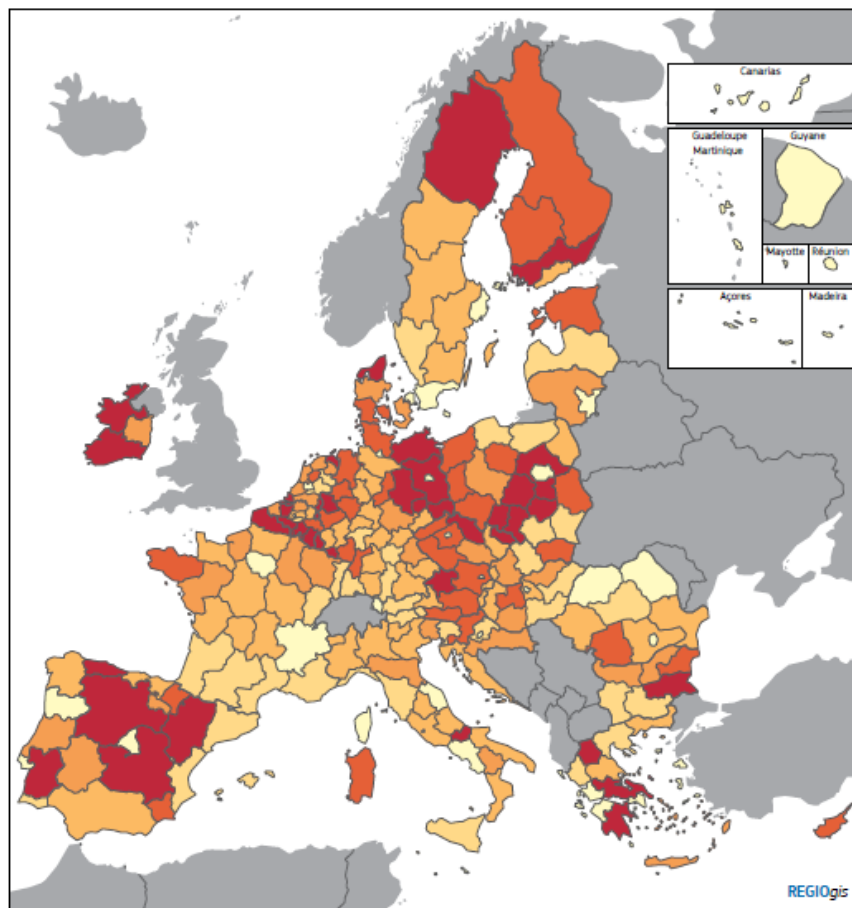 Canarias
Guadeloupe
Martinique
Guyane
Mayotte
Réunion
Açores
Madeira
REGIOgis